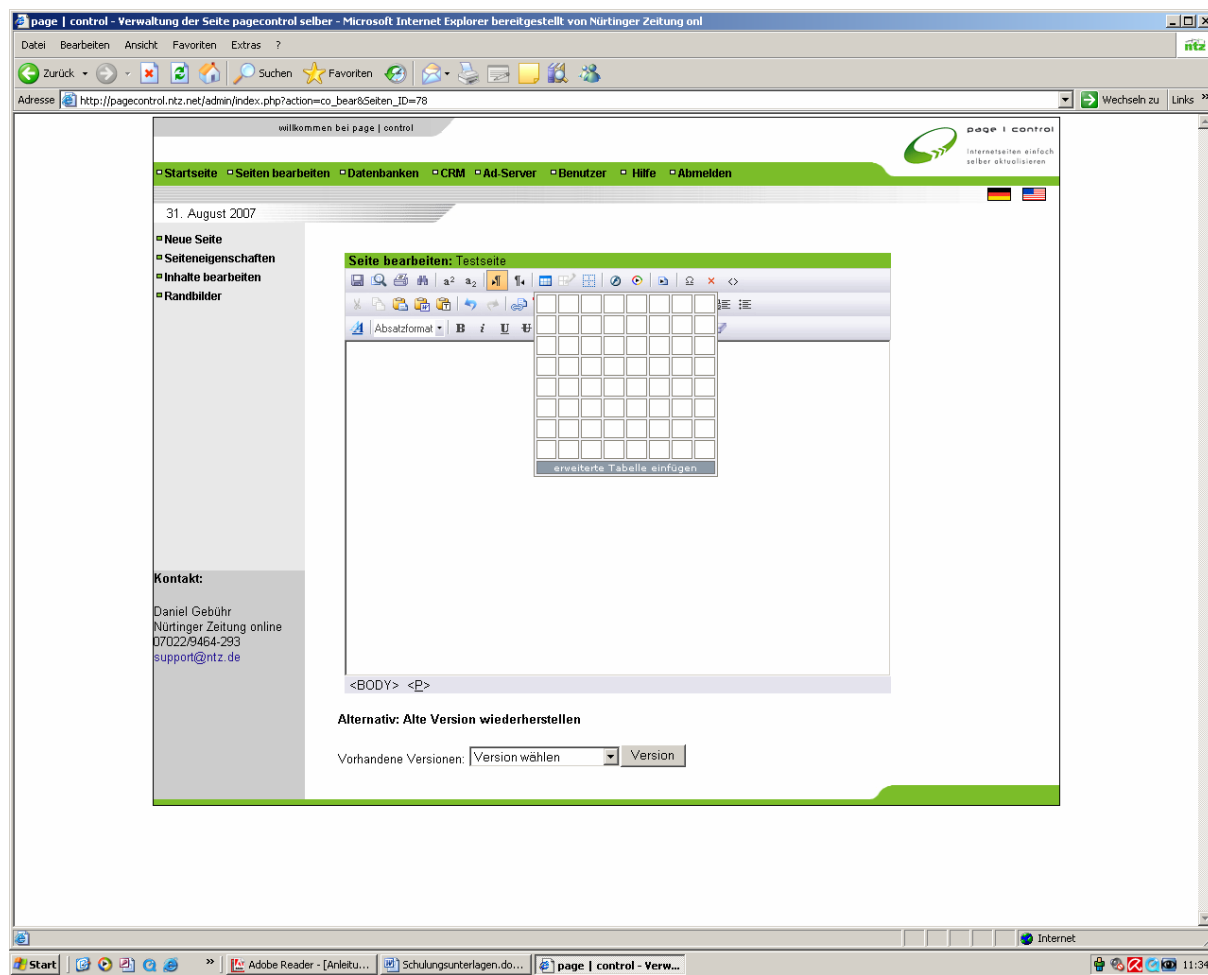 page | control - Verwaltung der Seite pagecontrol selber - Microsoft Internet Explorer bereitgestellt von Nürtinger Zeitung onl
Datei Bearbeiten Ansicht Favoriten Extras ?
ntz
Zurück Suchen Favoriten
Adresse http://pagecontrol.ntz.net/admin/index.php?action=co_bear&Seiten_ID=78 Wechseln zu Links »
willkommen bei page | control
page | control
Internetseiten einfach
selber aktualisieren
Startseite Seiten bearbeiten Datenbanken CRM Ad-Server Benutzer Hilfe Abmelden
31. August 2007
Neue Seite
Seiteneigenschaften
Inhalte bearbeiten
Randbilder
Seite bearbeiten: Testseite
a² a₂ ¶ ¶ Ω × <>
Absatzformat B i U
erweiterte Tabelle einfügen
<BODY> <P>
Kontakt:
Daniel Gebühr
Nürtinger Zeitung online
07022/9464-293
support@ntz.de
Alternativ: Alte Version wiederherstellen
Vorhandene Versionen: Version wählen Version
Internet
Start » Adobe Reader - [Anleitu... Schulungsunterlagen.do... page | control - Verw... 11:34